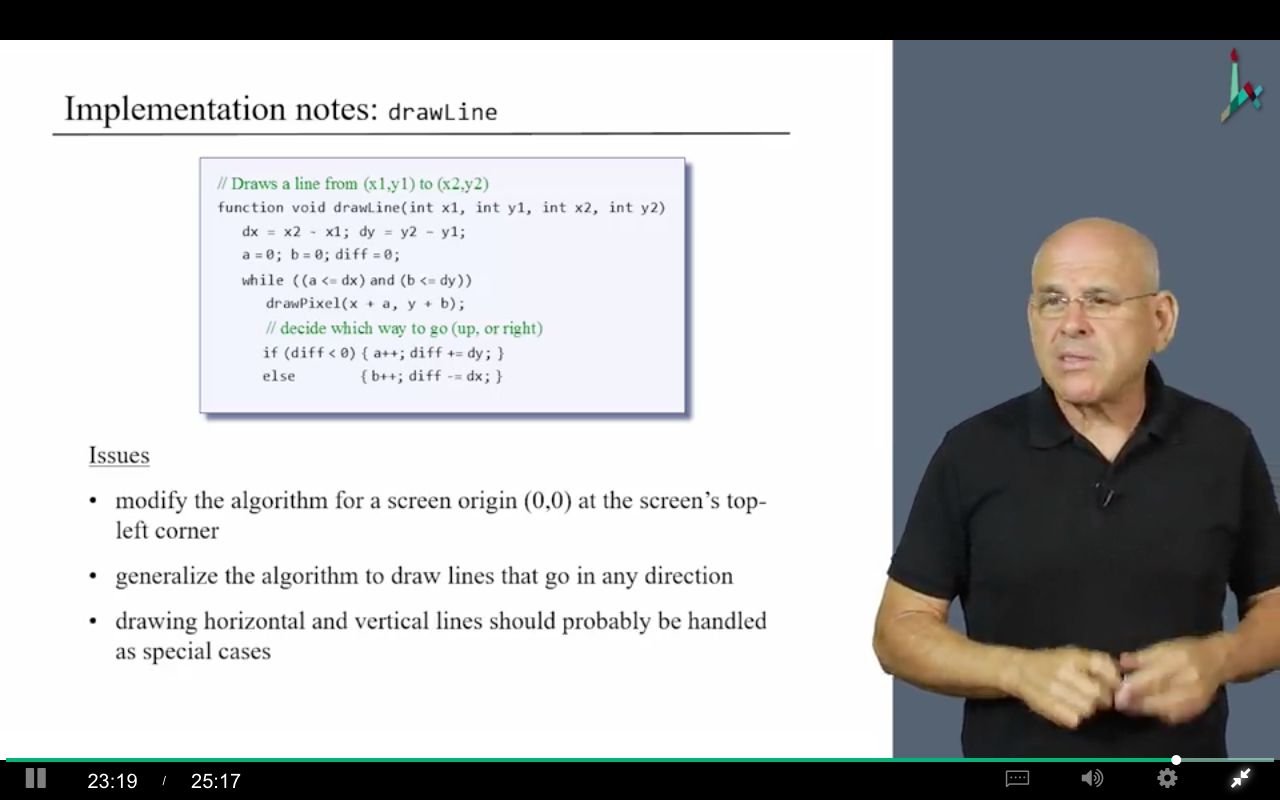 Implementation notes: drawLine
// Draws a line from (x1,y1) to (x2,y2)
function void drawLine(int x1, int y1, int x2, int y2)
dx = x2 - x1; dy = y2 - y1;
a = 0; b = 0; diff = 0;
while ((a <= dx) and (b <= dy))
drawPixel(x + a, y + b);
// decide which way to go (up, or right)
if (diff < 0) { a++; diff += dy; }
else { b++; diff -= dx; }
Issues
• modify the algorithm for a screen origin (0,0) at the screen’s top-
left corner
• generalize the algorithm to draw lines that go in any direction
• drawing horizontal and vertical lines should probably be handled
as special cases
23:19 / 25:17